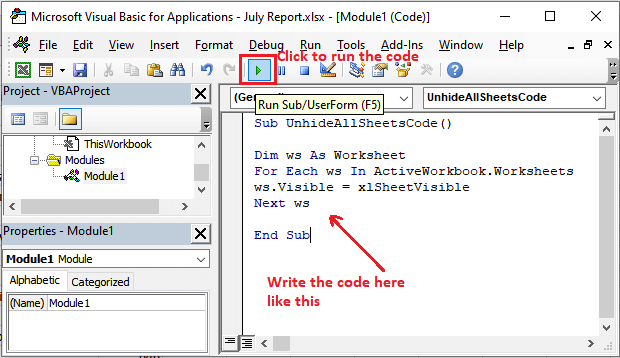 Microsoft Visual Basic for Applications - July Report.xlsx - [Module1 (Code)]
File Edit View Insert Format Debug Run Tools Add-Ins Window Help
Click to run the code
Run Sub/UserForm (F5)
Project - VBAProject
ThisWorkbook
Modules
Module1
(Ge
UnhideAllSheetsCode
Sub UnhideAllSheetsCode()
Dim ws As Worksheet
For Each ws In ActiveWorkbook.Worksheets
ws.Visible = xlSheetVisible
Next ws
End Sub
Write the code here
like this
Properties - Module1
Module1 Module
Alphabetic Categorized
(Name) Module1